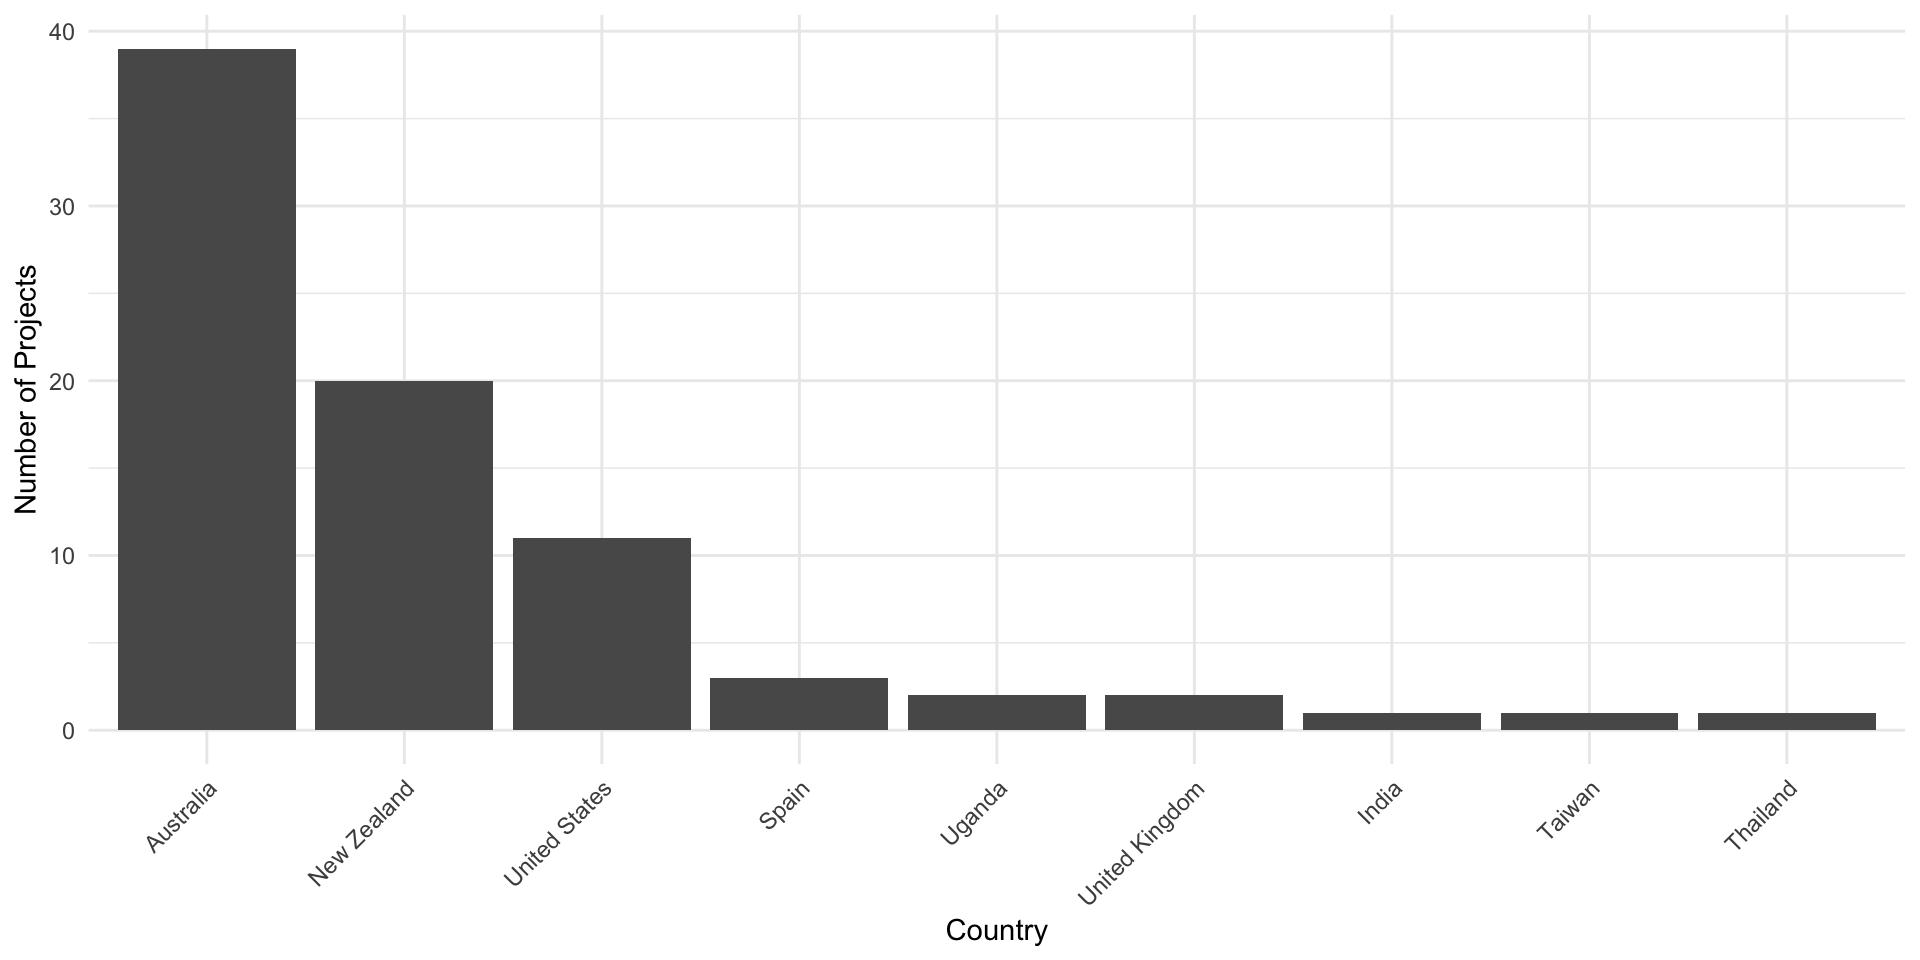 40
30
20
10
0
Number of Projects
Australia
New Zealand
United States
Spain
Uganda
United Kingdom
India
Taiwan
Thailand
Country